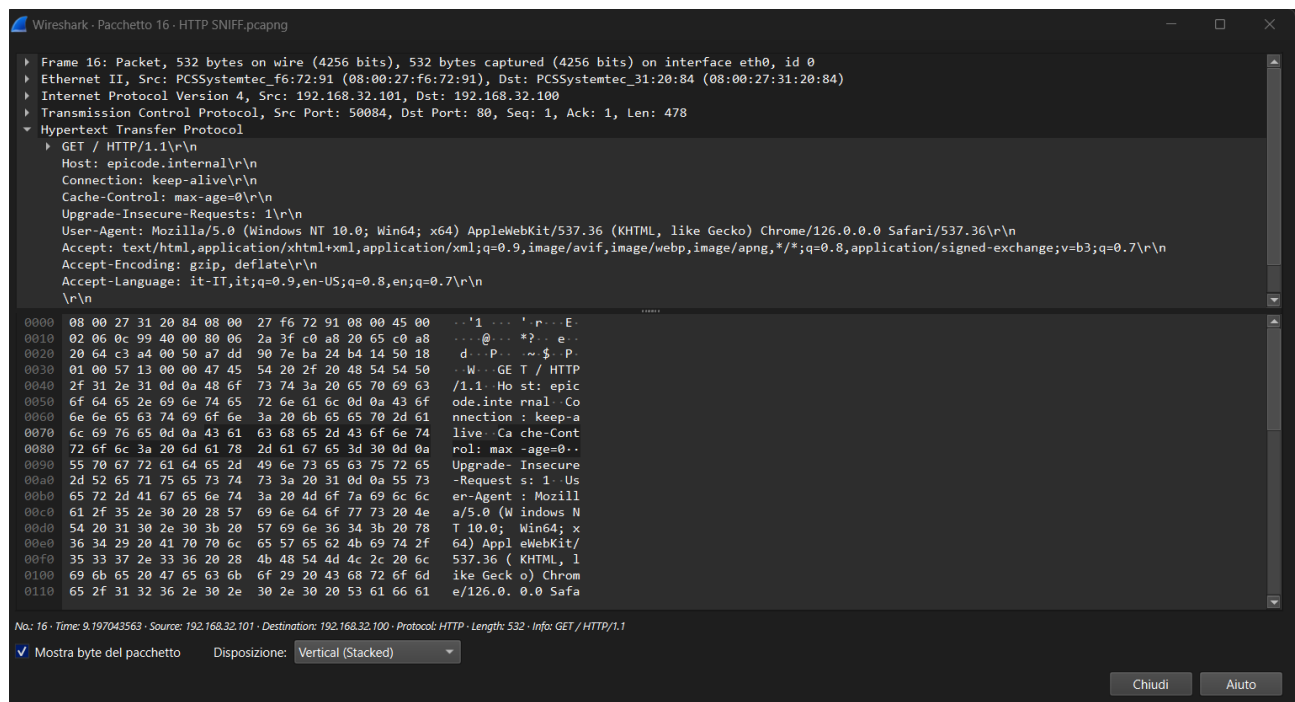 Wireshark · Pacchetto 16 · HTTP SNIFF.pcapng
Frame 16: Packet, 532 bytes on wire (4256 bits), 532 bytes captured (4256 bits) on interface eth0, id 0
Ethernet II, Src: PCSSystemtec_f6:72:91 (08:00:27:f6:72:91), Dst: PCSSystemtec_31:20:84 (08:00:27:31:20:84)
Internet Protocol Version 4, Src: 192.168.32.101, Dst: 192.168.32.100
Transmission Control Protocol, Src Port: 50084, Dst Port: 80, Seq: 1, Ack: 1, Len: 478
Hypertext Transfer Protocol
GET / HTTP/1.1\r\n
Host: epicode.internal\r\n
Connection: keep-alive\r\n
Cache-Control: max-age=0\r\n
Upgrade-Insecure-Requests: 1\r\n
User-Agent: Mozilla/5.0 (Windows NT 10.0; Win64; x64) AppleWebKit/537.36 (KHTML, like Gecko) Chrome/126.0.0.0 Safari/537.36\r\n
Accept: text/html,application/xhtml+xml,application/xml;q=0.9,image/avif,image/webp,image/apng,*/*;q=0.8,application/signed-exchange;v=b3;q=0.7\r\n
Accept-Encoding: gzip, deflate\r\n
Accept-Language: it-IT,it;q=0.9,en-US;q=0.8,en;q=0.7\r\n
\r\n
0000 08 00 27 31 20 84 08 00 27 f6 72 91 08 00 45 00 ··'1 ··· '·r···E·
0010 02 06 0c 99 40 00 80 06 2a 3f c0 a8 20 65 c0 a8 ····@··· *?·· e··
0020 20 64 c3 a4 00 50 a7 dd 90 7e ba 24 b4 14 50 18 d···P·· ·~·$··P·
0030 01 00 57 13 00 00 47 45 54 20 2f 20 48 54 54 50 ··W···GE T / HTTP
0040 2f 31 2e 31 0d 0a 48 6f 73 74 3a 20 65 70 69 63 /1.1··Ho st: epic
0050 6f 64 65 2e 69 6e 74 65 72 6e 61 6c 0d 0a 43 6f ode.inte rnal··Co
0060 6e 6e 65 63 74 69 6f 6e 3a 20 6b 65 65 70 2d 61 nnection : keep-a
0070 6c 69 76 65 0d 0a 43 61 63 68 65 2d 43 6f 6e 74 live··Ca che-Cont
0080 72 6f 6c 3a 20 6d 61 78 2d 61 67 65 3d 30 0d 0a rol: max -age=0··
0090 55 70 67 72 61 64 65 2d 49 6e 73 65 63 75 72 65 Upgrade- Insecure
00a0 2d 52 65 71 75 65 73 74 73 3a 20 31 0d 0a 55 73 -Request s: 1··Us
00b0 65 72 2d 41 67 65 6e 74 3a 20 4d 6f 7a 69 6c 6c er-Agent : Mozill
00c0 61 2f 35 2e 30 20 28 57 69 6e 64 6f 77 73 20 4e a/5.0 (W indows N
00d0 54 20 31 30 2e 30 3b 20 57 69 6e 36 34 3b 20 78 T 10.0; Win64; x
00e0 36 34 29 20 41 70 70 6c 65 57 65 62 4b 69 74 2f 64) Appl eWebKit/
00f0 35 33 37 2e 33 36 20 28 4b 48 54 4d 4c 2c 20 6c 537.36 ( KHTML, l
0100 69 6b 65 20 47 65 63 6b 6f 29 20 43 68 72 6f 6d ike Geck o) Chrom
0110 65 2f 31 32 36 2e 30 2e 30 2e 30 20 53 61 66 61 e/126.0. 0.0 Safa
No.: 16 · Time: 9.197043563 · Source: 192.168.32.101 · Destination: 192.168.32.100 · Protocol: HTTP · Length: 532 · Info: GET / HTTP/1.1
Mostra byte del pacchetto Disposizione: Vertical (Stacked)
Chiudi Aiuto